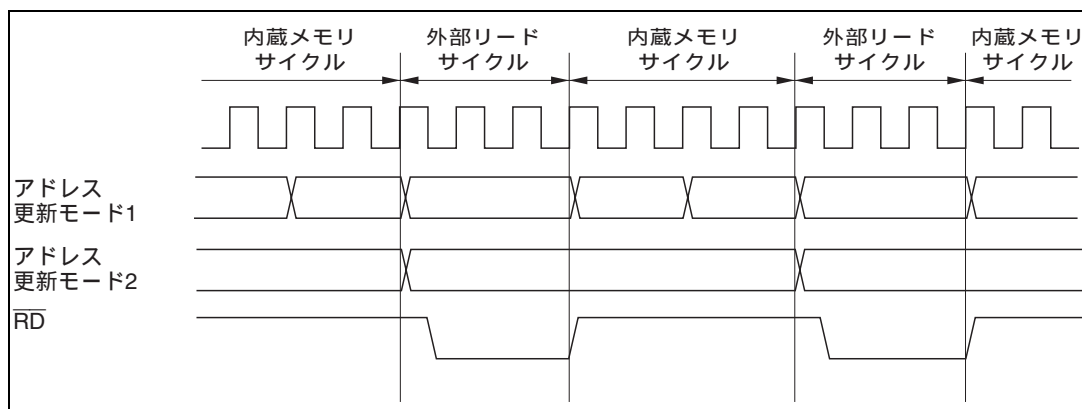 内蔵メモリ
サイクル
外部リード
サイクル
内蔵メモリ
サイクル
外部リード
サイクル
内蔵メモリ
サイクル
アドレス
更新モード1
アドレス
更新モード2
RD